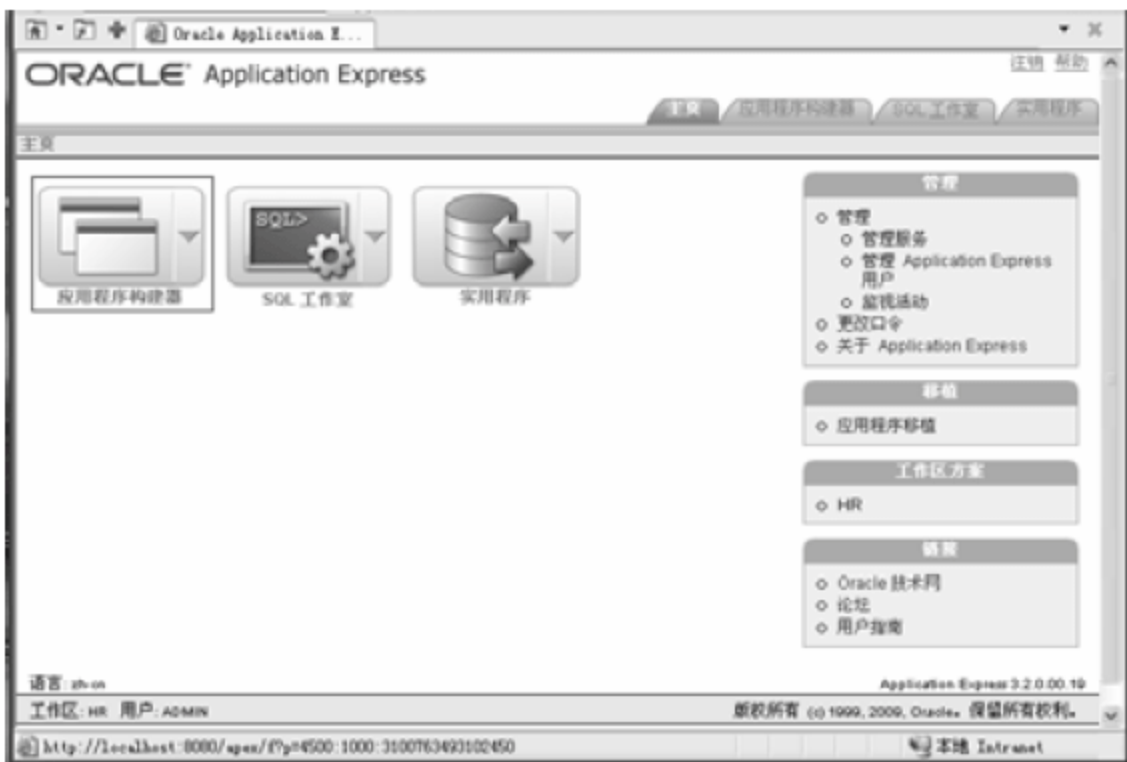 Oracle Application E...
ORACLE Application Express
注销 帮助
主页 应用程序构建器 SQL 工作室 实用程序
主页
SQL>
应用程序构建器
SQL 工作室
实用程序
管理
管理
管理服务
管理 Application Express
用户
监视活动
更改口令
关于 Application Express
移植
应用程序移植
工作区方案
HR
链接
Oracle 技术网
论坛
用户指南
语言: zh-cn
Application Express 3.2.0.00.19
工作区: HR 用户: ADMIN
版权所有 (c) 1999, 2009, Oracle。保留所有权利。
http://localhost:8080/apex/f?p=4500:1000:3100763493102450
本地 Intranet